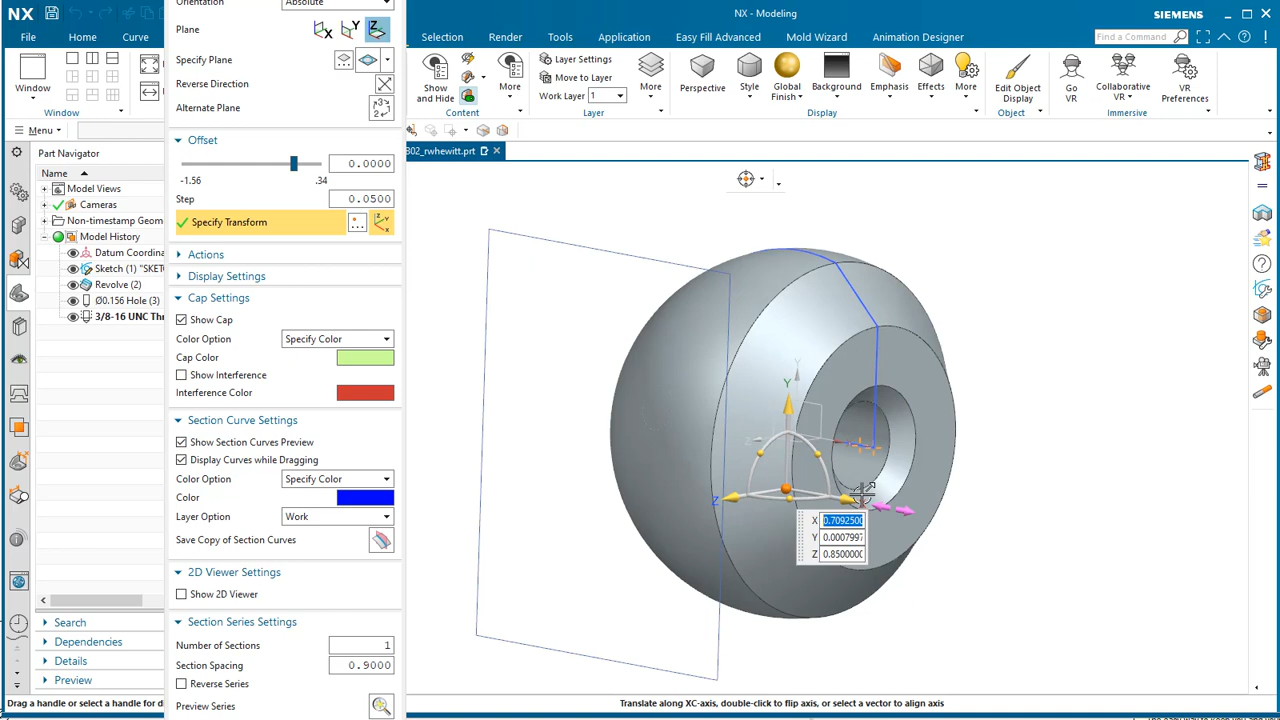 NX
NX - Modeling
SIEMENS
File
Home
Curve
Selection
Render
Tools
Application
Easy Fill Advanced
Mold Wizard
Animation Designer
Find a Command
Window
Window
Show and Hide
More
Content
Layer Settings
Move to Layer
Work Layer 1
More
Layer
Perspective
Style
Global Finish
Background
Emphasis
Effects
More
Display
Edit Object Display
Object
Go VR
Collaborative VR
VR Preferences
Immersive
Menu
B02_rwhewitt.prt
Part Navigator
Name
Model Views
Cameras
Non-timestamp Geom
Model History
Datum Coordina
Sketch (1) "SKET
Revolve (2)
Ø0.156 Hole (3)
3/8-16 UNC Thr
Search
Dependencies
Details
Preview
Orientation Absolute
Plane
X Y Z
Specify Plane
Reverse Direction
Alternate Plane
Offset
0.0000
-1.56 .34
Step 0.0500
Specify Transform
Actions
Display Settings
Cap Settings
Show Cap
Color Option Specify Color
Cap Color
Show Interference
Interference Color
Section Curve Settings
Show Section Curves Preview
Display Curves while Dragging
Color Option Specify Color
Color
Layer Option Work
Save Copy of Section Curves
2D Viewer Settings
Show 2D Viewer
Section Series Settings
Number of Sections 1
Section Spacing 0.9000
Reverse Series
Preview Series
Y
Y
Z
X 0.709250
Y 0.000799
Z 0.850000
Drag a handle or select a handle for di
Translate along XC-axis, double-click to flip axis, or select a vector to align axis